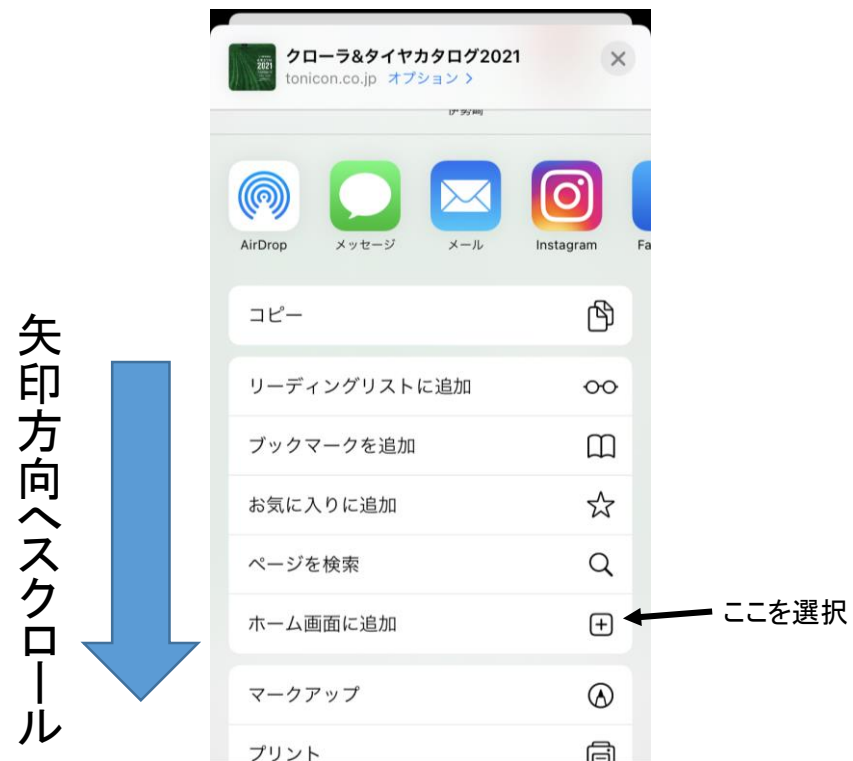 クローラ&タイヤカタログ2021
tonicon.co.jp オプション >
伊勢崎
AirDrop
メッセージ
メール
Instagram
Fa
コピー
リーディングリストに追加
ブックマークを追加
お気に入りに追加
ページを検索
ホーム画面に追加
マークアップ
プリント
矢印方向へスクロール
ここを選択
2021